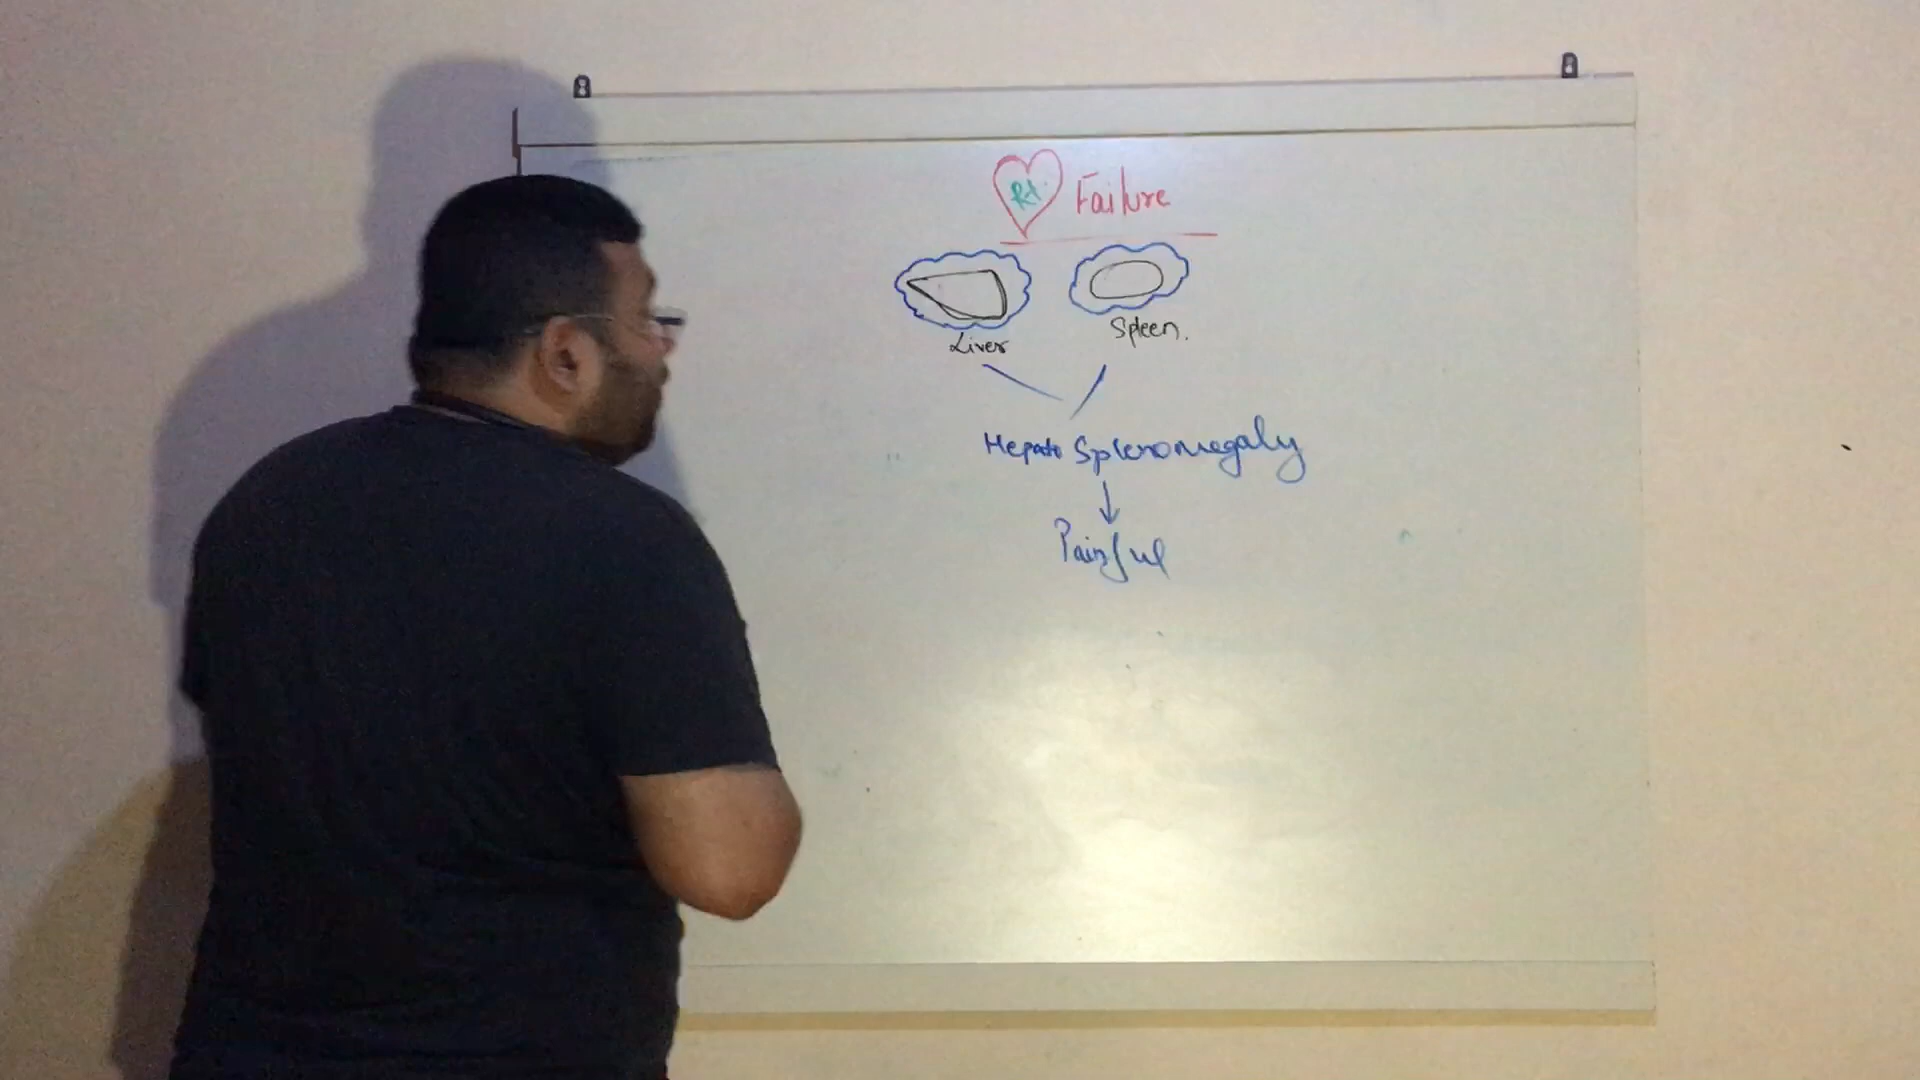 Rt. Failure
Liver
Spleen.
Hepato Splenomegaly
Painful